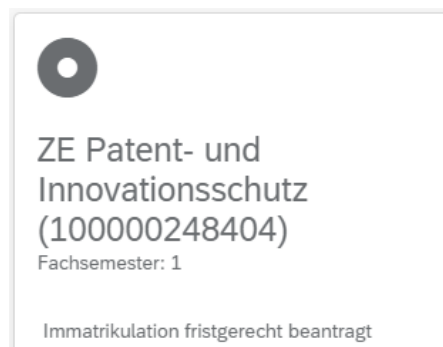 ZE Patent- und
Innovationsschutz
(100000248404)
Fachsemester: 1
Immatrikulation fristgerecht beantragt